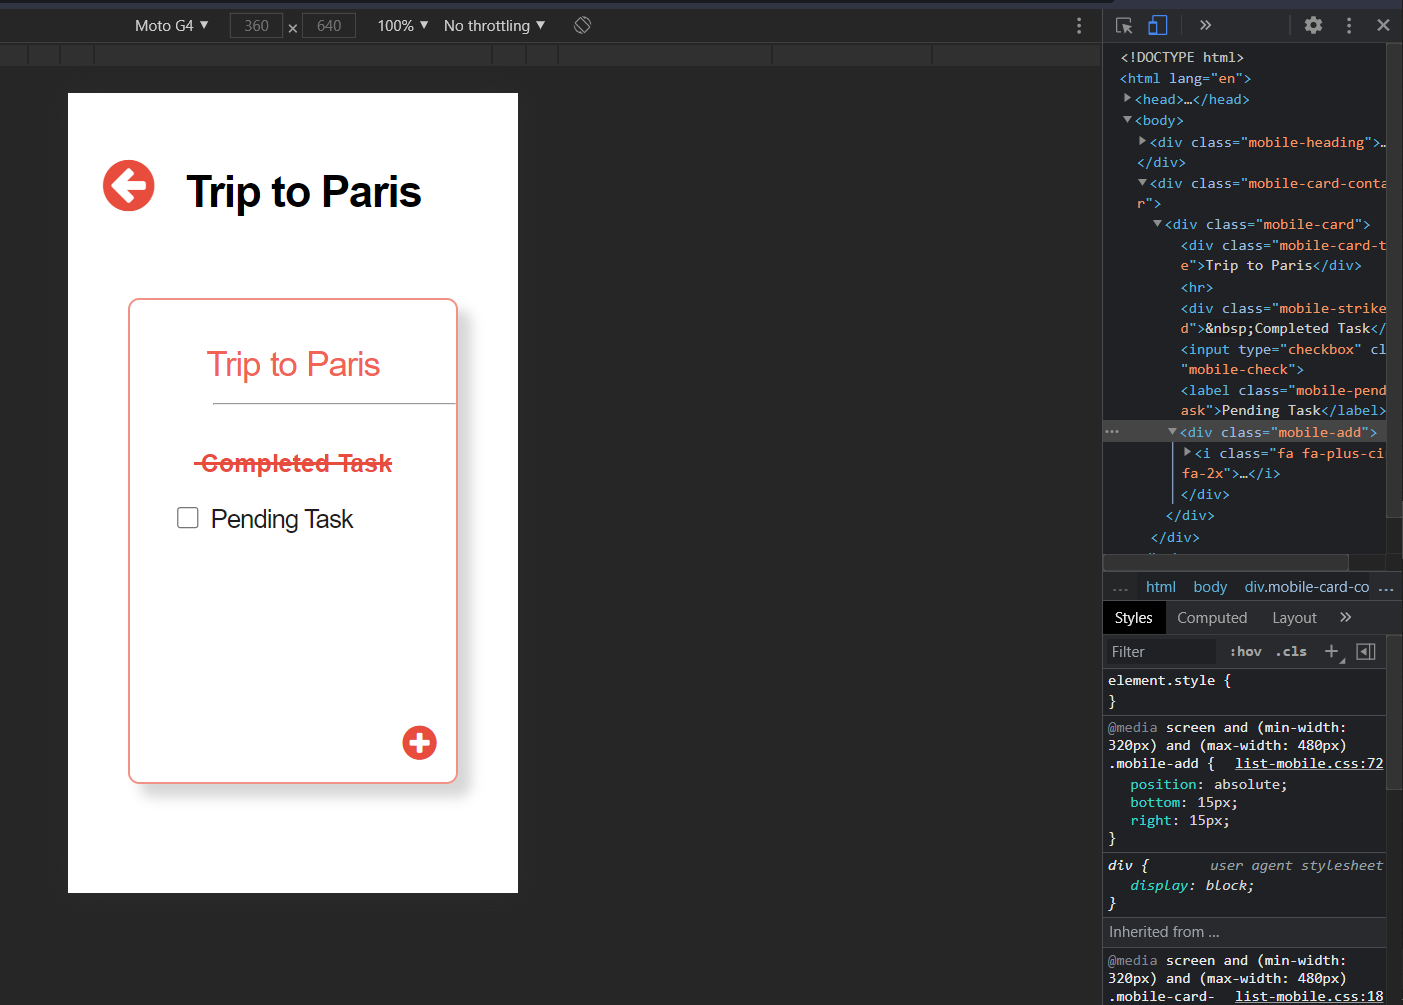 Moto G4 ▼ 360 × 640 100% ▼ No throttling ▼
Trip to Paris
Trip to Paris
Completed Task
Pending Task
<!DOCTYPE html>
<html lang="en">
<head>…</head>
<body>
<div class="mobile-heading">…
</div>
<div class="mobile-card-conta
r">
<div class="mobile-card">
<div class="mobile-card-t
e">Trip to Paris</div>
<hr>
<div class="mobile-strike
d">&nbsp;Completed Task</
<input type="checkbox" cl
"mobile-check">
<label class="mobile-pend
ask">Pending Task</label>
<div class="mobile-add">
<i class="fa fa-plus-ci
fa-2x">…</i>
</div>
</div>
</div>
... html body div.mobile-card-co ...
Styles Computed Layout »
Filter :hov .cls +
element.style {
}
@media screen and (min-width:
320px) and (max-width: 480px)
.mobile-add { list-mobile.css:72
position: absolute;
bottom: 15px;
right: 15px;
}
div { user agent stylesheet
display: block;
}
Inherited from ...
@media screen and (min-width:
320px) and (max-width: 480px)
.mobile-card- list-mobile.css:18